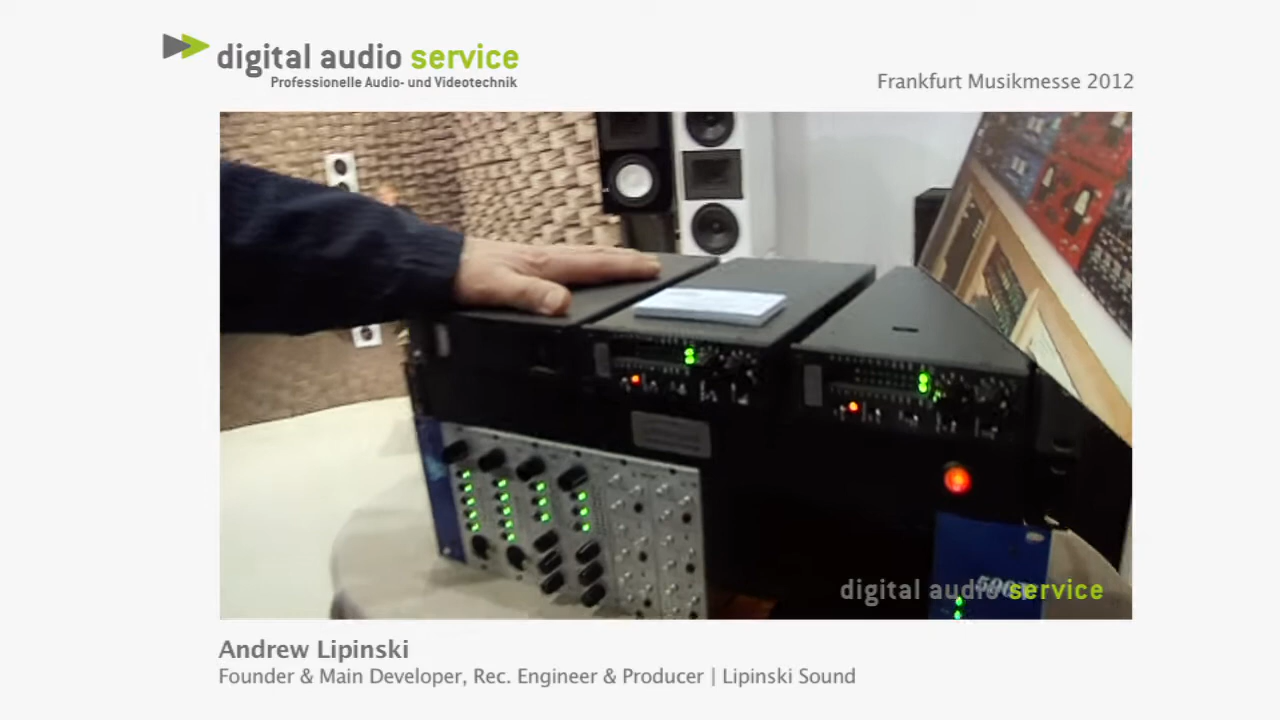 digital audio service
Professionelle Audio- und Videotechnik
Frankfurt Musikmesse 2012
digital audio service
Andrew Lipinski
Founder & Main Developer, Rec. Engineer & Producer | Lipinski Sound